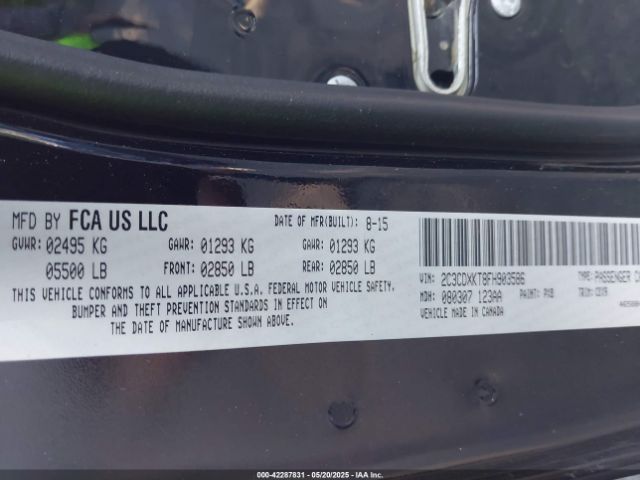 MFD BY FCA US LLC DATE OF MFR(BUILT): 8-15
GVWR: 02495 KG GAWR: 01293 KG GAWR: 01293 KG
05500 LB FRONT: 02850 LB REAR: 02850 LB
THIS VEHICLE CONFORMS TO ALL APPLICABLE U.S.A. FEDERAL MOTOR VEHICLE SAFETY,
BUMPER AND THEFT PREVENTION STANDARDS IN EFFECT ON
THE DATE OF MANUFACTURE SHOWN ABOVE.
VIN: 2C3CDXKT8FH903586 TYPE: PASSENGER
MDH: 080307 123AA PAINT: PXB TRIM:
VEHICLE MADE IN CANADA
000-42287831 - 05/20/2025 - IAA Inc.